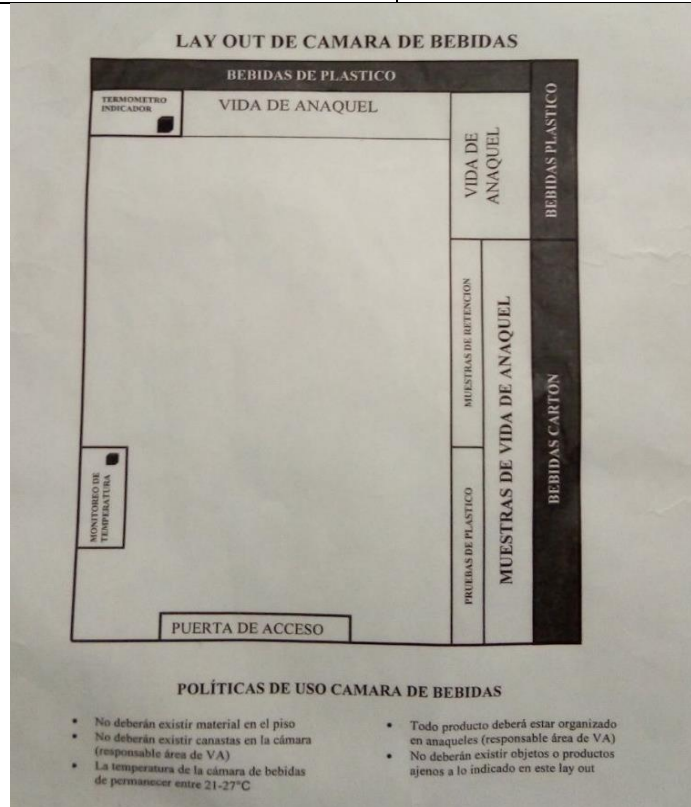 LAY OUT DE CAMARA DE BEBIDAS
BEBIDAS DE PLASTICO
TERMOMETRO
INDICADOR
VIDA DE ANAQUEL
VIDA DE
ANAQUEL
BEBIDAS PLASTICO
MUESTRAS DE RETENCION
MUESTRAS DE VIDA DE ANAQUEL
BEBIDAS CARTON
MONITOREO DE
TEMPERATURA
PRUEBAS DE PLASTICO
PUERTA DE ACCESO
POLÍTICAS DE USO CAMARA DE BEBIDAS
• No deberán existir material en el piso
• No deberán existir canastas en la cámara
(responsable área de VA)
• La temperatura de la cámara de bebidas
de permanecer entre 21-27°C
• Todo producto deberá estar organizado
en anaqueles (responsable área de VA)
• No deberán existir objetos o productos
ajenos a lo indicado en este lay out